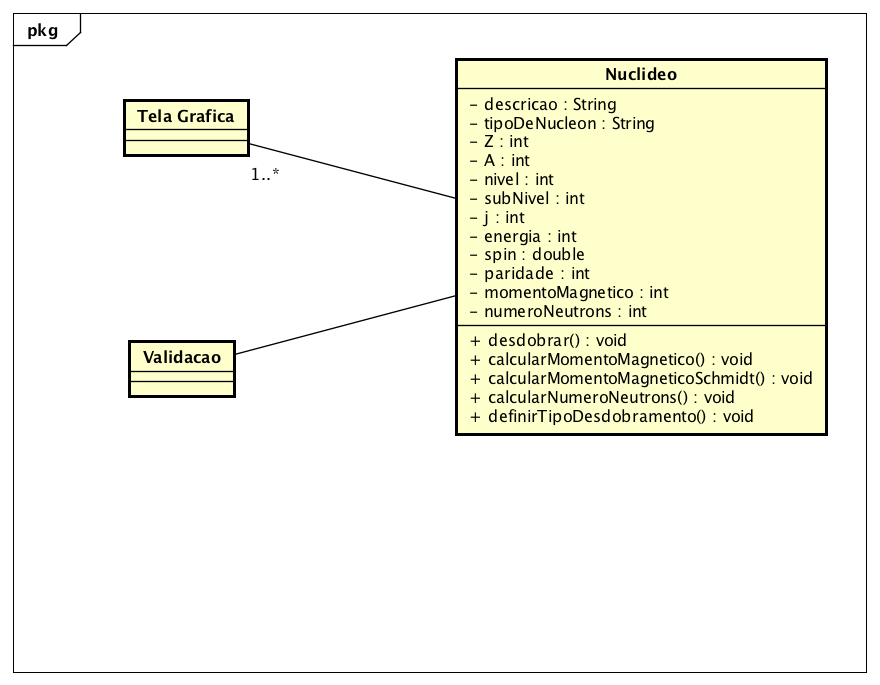 pkg
Tela Grafica
1..*
Validacao
Nuclideo
- descricao : String
- tipoDeNucleon : String
- Z : int
- A : int
- nivel : int
- subNivel : int
- j : int
- energia : int
- spin : double
- paridade : int
- momentoMagnetico : int
- numeroNeutrons : int
+ desdobrar() : void
+ calcularMomentoMagnetico() : void
+ calcularMomentoMagneticoSchmidt() : void
+ calcularNumeroNeutrons() : void
+ definirTipoDesdobramento() : void